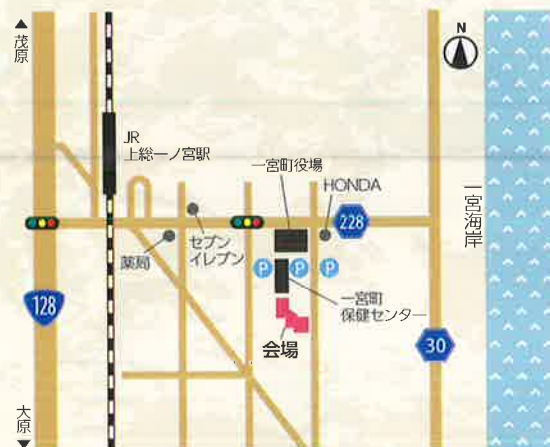 ▲
茂原
N
JR
上総一ノ宮駅
一宮町役場
HONDA
228
一宮海岸
セブン
イレブン
薬局
P
P
P
128
一宮町
保健センター
会場
30
大原
▼